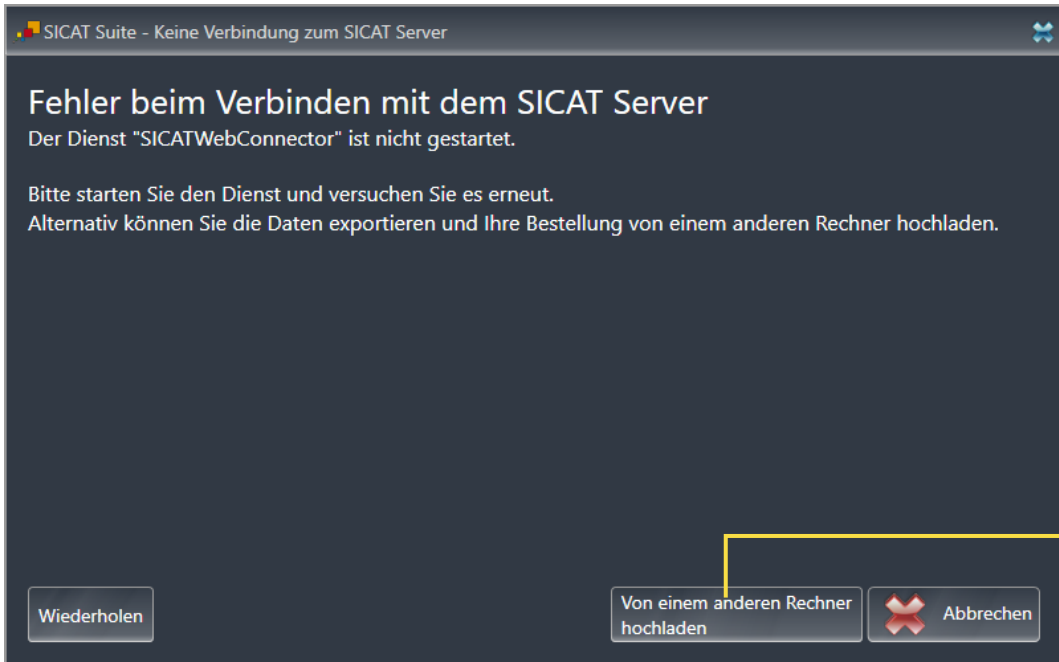 SICAT Suite - Keine Verbindung zum SICAT Server
Fehler beim Verbinden mit dem SICAT Server
Der Dienst "SICATWebConnector" ist nicht gestartet.
Bitte starten Sie den Dienst und versuchen Sie es erneut.
Alternativ können Sie die Daten exportieren und Ihre Bestellung von einem anderen Rechner hochladen.
Wiederholen
Von einem anderen Rechner
hochladen
Abbrechen